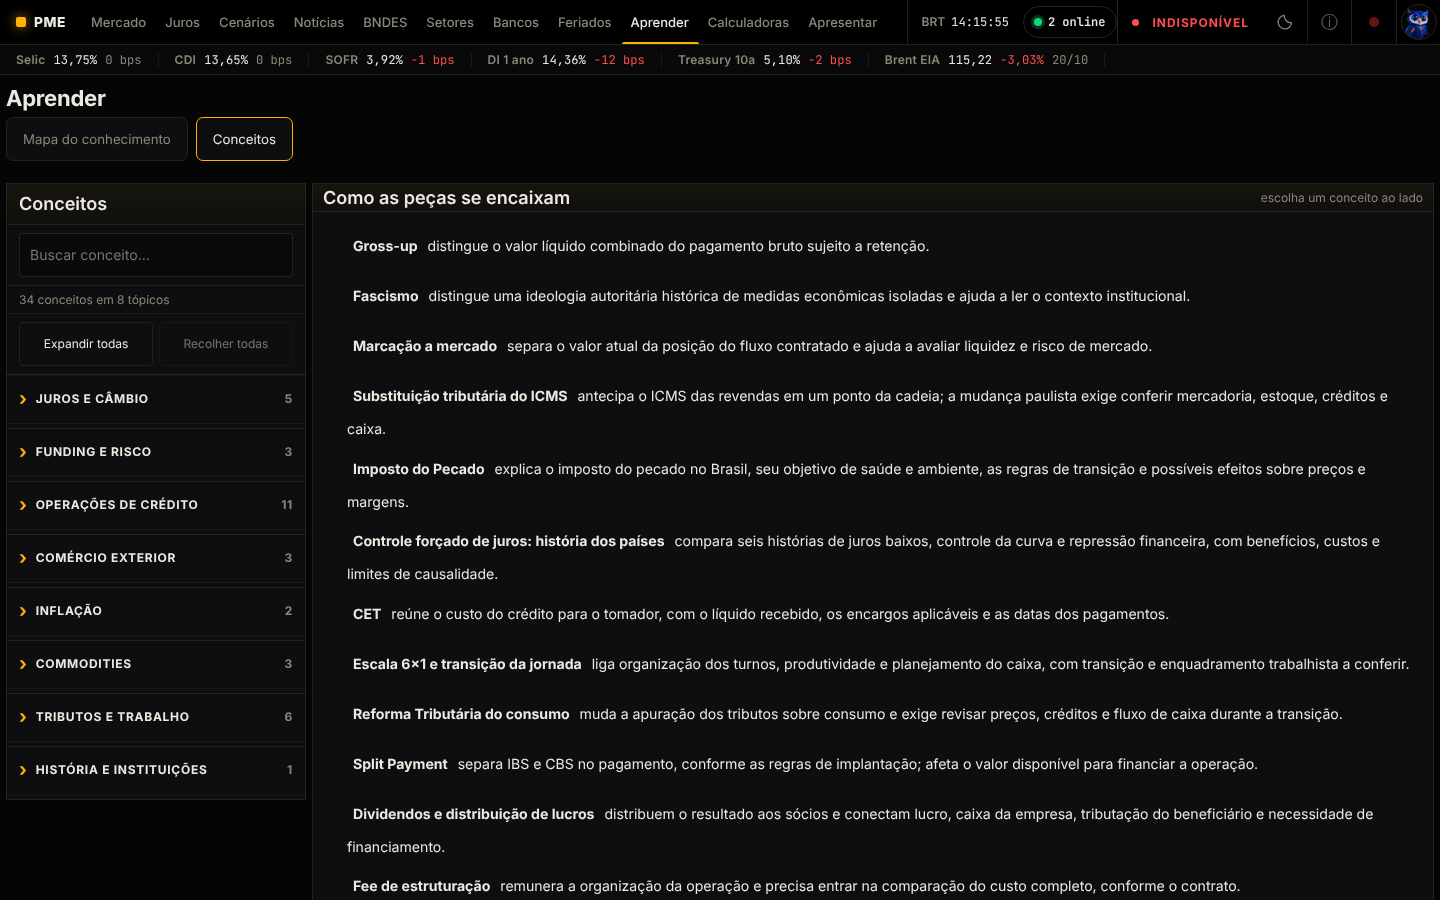 PME Mercado Juros Cenários Notícias BNDES Setores Bancos Feriados Aprender Calculadoras Apresentar BRT 14:15:55 2 online INDISPONÍVEL
Selic 13,75% 0 bps CDI 13,65% 0 bps SOFR 3,92% -1 bps DI 1 ano 14,36% -12 bps Treasury 10a 5,10% -2 bps Brent EIA 115,22 -3,03% 20/10
Aprender
Mapa do conhecimento Conceitos
Conceitos
Buscar conceito...
34 conceitos em 8 tópicos
Expandir todas Recolher todas
JUROS E CÂMBIO 5
FUNDING E RISCO 3
OPERAÇÕES DE CRÉDITO 11
COMÉRCIO EXTERIOR 3
INFLAÇÃO 2
COMMODITIES 3
TRIBUTOS E TRABALHO 6
HISTÓRIA E INSTITUIÇÕES 1
Como as peças se encaixam escolha um conceito ao lado
Gross-up distingue o valor líquido combinado do pagamento bruto sujeito a retenção.
Fascismo distingue uma ideologia autoritária histórica de medidas econômicas isoladas e ajuda a ler o contexto institucional.
Marcação a mercado separa o valor atual da posição do fluxo contratado e ajuda a avaliar liquidez e risco de mercado.
Substituição tributária do ICMS antecipa o ICMS das revendas em um ponto da cadeia; a mudança paulista exige conferir mercadoria, estoque, créditos e
caixa.
Imposto do Pecado explica o imposto do pecado no Brasil, seu objetivo de saúde e ambiente, as regras de transição e possíveis efeitos sobre preços e
margens.
Controle forçado de juros: história dos países compara seis histórias de juros baixos, controle da curva e repressão financeira, com benefícios, custos e
limites de causalidade.
CET reúne o custo do crédito para o tomador, com o líquido recebido, os encargos aplicáveis e as datas dos pagamentos.
Escala 6×1 e transição da jornada liga organização dos turnos, produtividade e planejamento do caixa, com transição e enquadramento trabalhista a conferir.
Reforma Tributária do consumo muda a apuração dos tributos sobre consumo e exige revisar preços, créditos e fluxo de caixa durante a transição.
Split Payment separa IBS e CBS no pagamento, conforme as regras de implantação; afeta o valor disponível para financiar a operação.
Dividendos e distribuição de lucros distribuem o resultado aos sócios e conectam lucro, caixa da empresa, tributação do beneficiário e necessidade de
financiamento.
Fee de estruturação remunera a organização da operação e precisa entrar na comparação do custo completo, conforme o contrato.